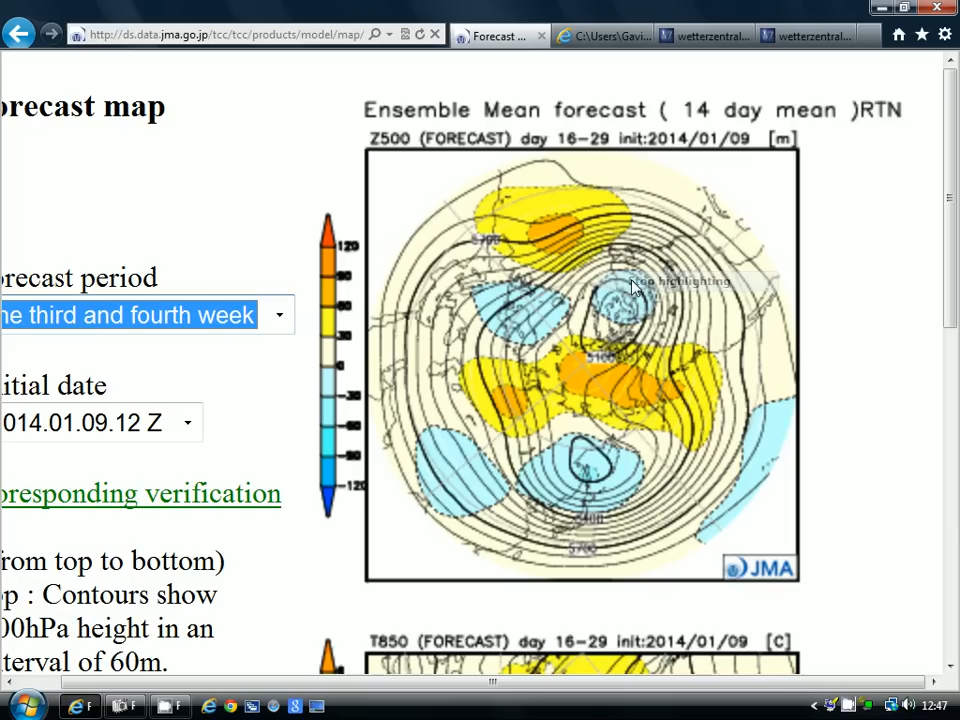 http://ds.data.jma.go.jp/tcc/tcc/products/model/map/
Forecast ...
C:\Users\Gavi...
wetterzentral...
wetterzentral...
orecast map
Ensemble Mean forecast ( 14 day mean )RTN
Z500 (FORECAST) day 16-29 init:2014/01/09 [m]
orecast period
he third and fourth week
nitial date
2014.01.09.12 Z
orresponding verification
from top to bottom)
op : Contours show
00hPa height in an
terval of 60m.
120
90
60
30
0
-30
-60
-90
-120
5700
5100
5400
5700
highlighting
JMA
T850 (FORECAST) day 16-29 init:2014/01/09 [C]
F
F
F
12:47